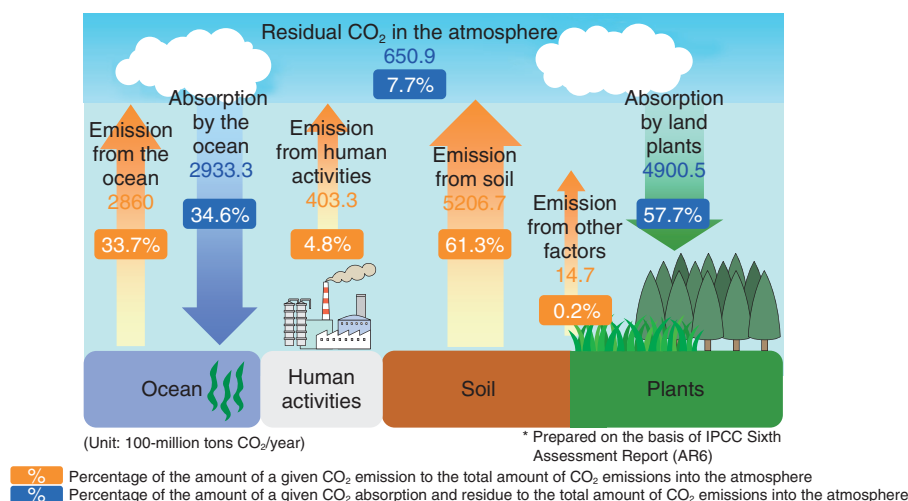 Residual CO₂ in the atmosphere
650.9
7.7%
Emission
from the
ocean
2860
33.7%
Absorption
by the
ocean
2933.3
34.6%
Emission
from human
activities
403.3
4.8%
Emission
from soil
5206.7
61.3%
Emission
from other
factors
14.7
0.2%
Absorption
by land
plants
4900.5
57.7%
Ocean
Human
activities
Soil
Plants
(Unit: 100-million tons CO₂/year)
* Prepared on the basis of IPCC Sixth
Assessment Report (AR6)
% Percentage of the amount of a given CO₂ emission to the total amount of CO₂ emissions into the atmosphere
% Percentage of the amount of a given CO₂ absorption and residue to the total amount of CO₂ emissions into the atmosphere